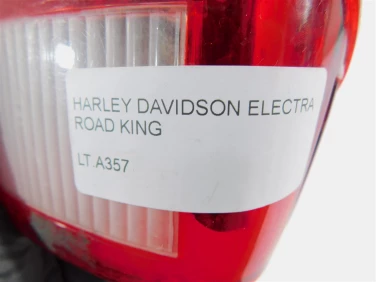 HARLEY DAVIDSON ELECTRA
ROAD KING
LT A357